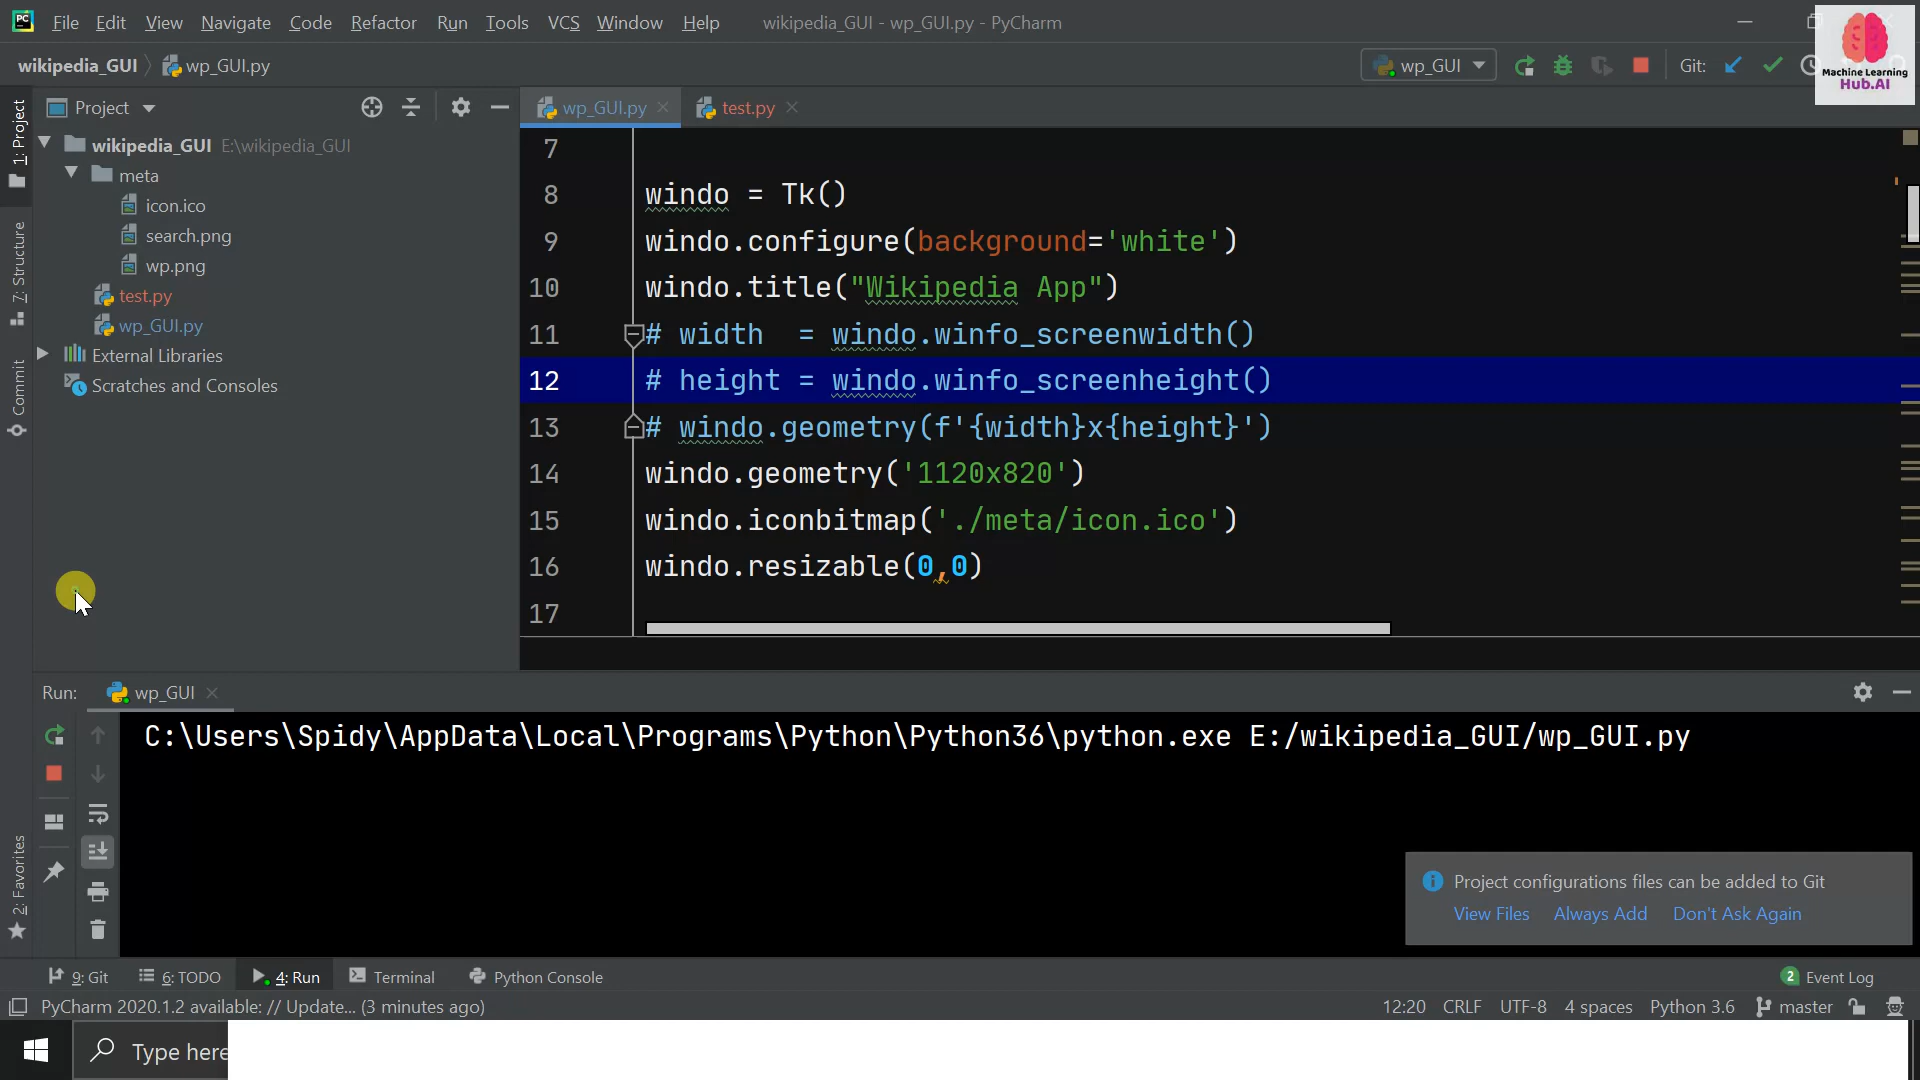 File Edit View Navigate Code Refactor Run Tools VCS Window Help wikipedia_GUI - wp_GUI.py - PyCharm
wikipedia_GUI wp_GUI.py wp_GUI Git:
Machine Learning
Hub.AI
1: Project
7: Structure
Commit
2: Favorites
Project
wikipedia_GUI E:\wikipedia_GUI
meta
icon.ico
search.png
wp.png
test.py
wp_GUI.py
External Libraries
Scratches and Consoles
wp_GUI.py test.py
7
8 windo = Tk()
9 windo.configure(background='white')
10 windo.title("Wikipedia App")
11 # width  = windo.winfo_screenwidth()
12 # height = windo.winfo_screenheight()
13 # windo.geometry(f'{width}x{height}')
14 windo.geometry('1120x820')
15 windo.iconbitmap('./meta/icon.ico')
16 windo.resizable(0,0)
17
Run: wp_GUI
C:\Users\Spidy\AppData\Local\Programs\Python\Python36\python.exe E:/wikipedia_GUI/wp_GUI.py
Project configurations files can be added to Git
View Files Always Add Don't Ask Again
9: Git 6: TODO 4: Run Terminal Python Console 2 Event Log
PyCharm 2020.1.2 available: // Update... (3 minutes ago) 12:20 CRLF UTF-8 4 spaces Python 3.6 master
Type here